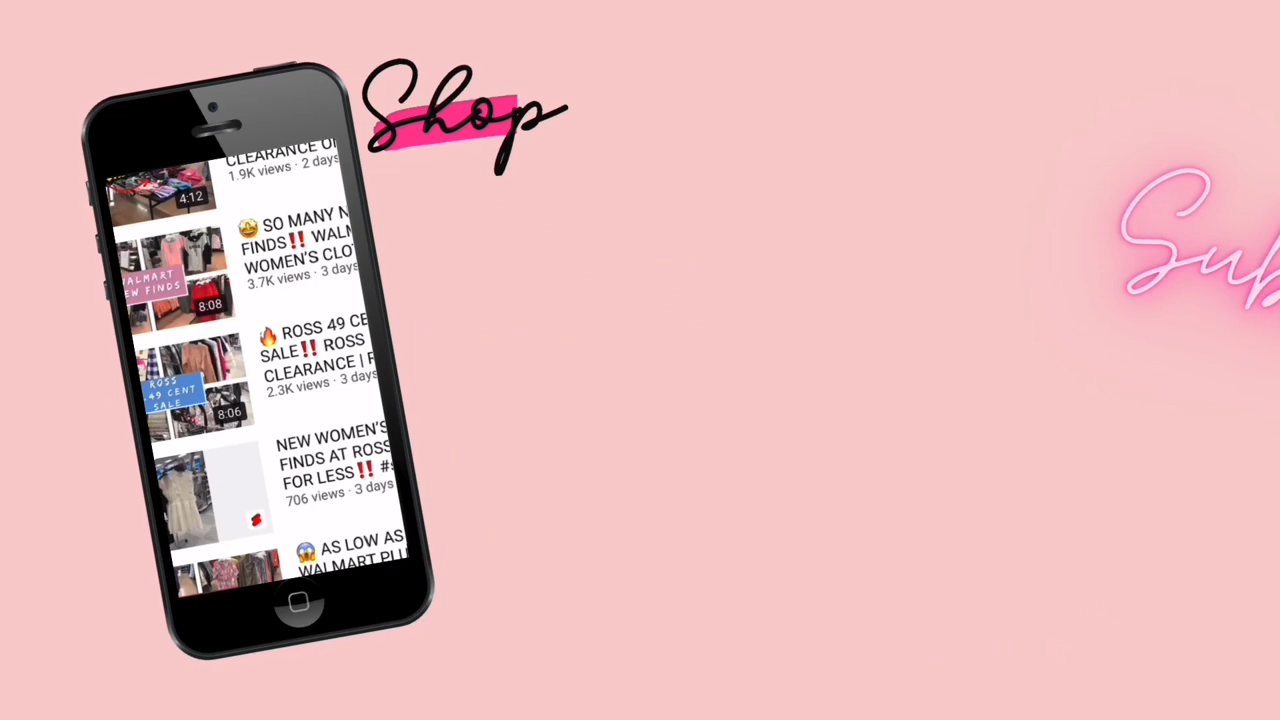 Shop
CLEARANCE
1.9K views · 2 days
4:12
🤩 SO MANY N
FINDS‼️ WALM
WOMEN'S CLO
3.7K views · 3 days
WALMART
NEW FINDS
8:08
🔥 ROSS 49 CE
SALE‼️ ROSS
CLEARANCE |
2.3K views · 3 days
ROSS
.49 CENT
SALE
8:06
NEW WOMEN'S
FINDS AT ROSS
FOR LESS‼️ #
706 views · 3 days
😱 AS LOW AS
WALMART PLU
Sub